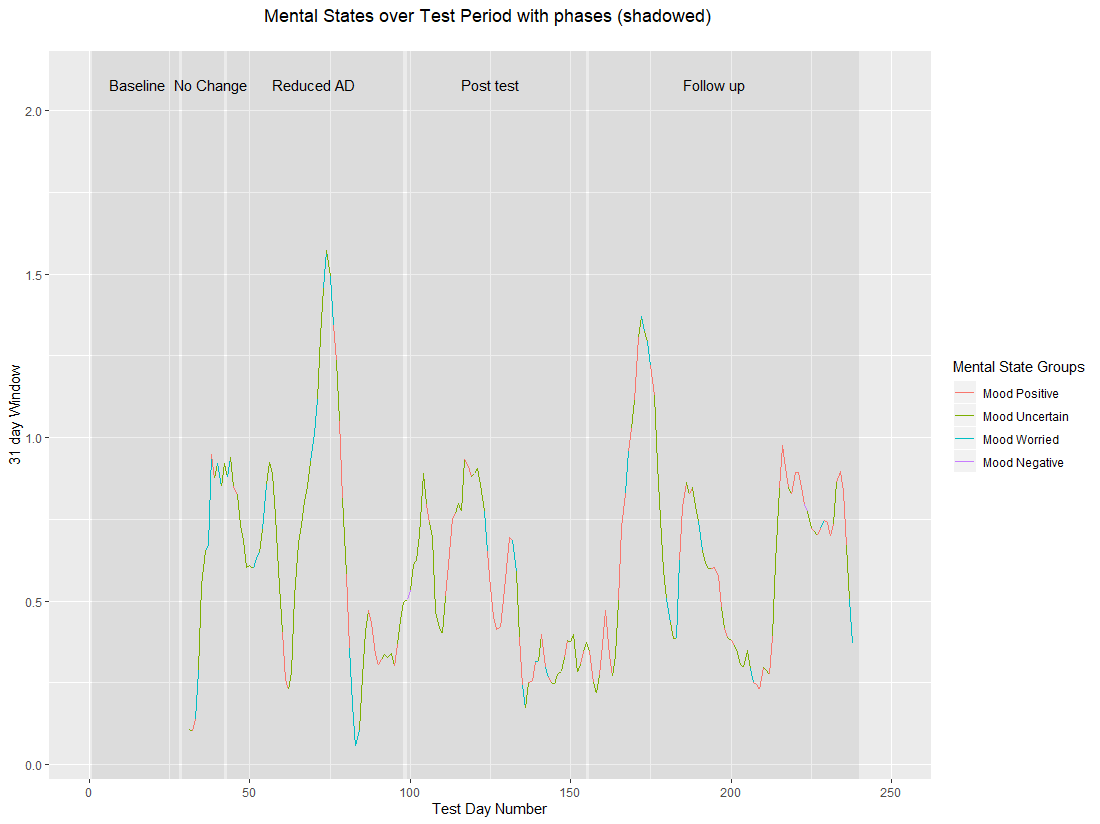 Mental States over Test Period with phases (shadowed)
Baseline No Change Reduced AD Post test Follow up
2.0
1.5
1.0
0.5
0.0
31 day Window
0 50 100 150 200 250
Test Day Number
Mental State Groups
Mood Positive
Mood Uncertain
Mood Worried
Mood Negative